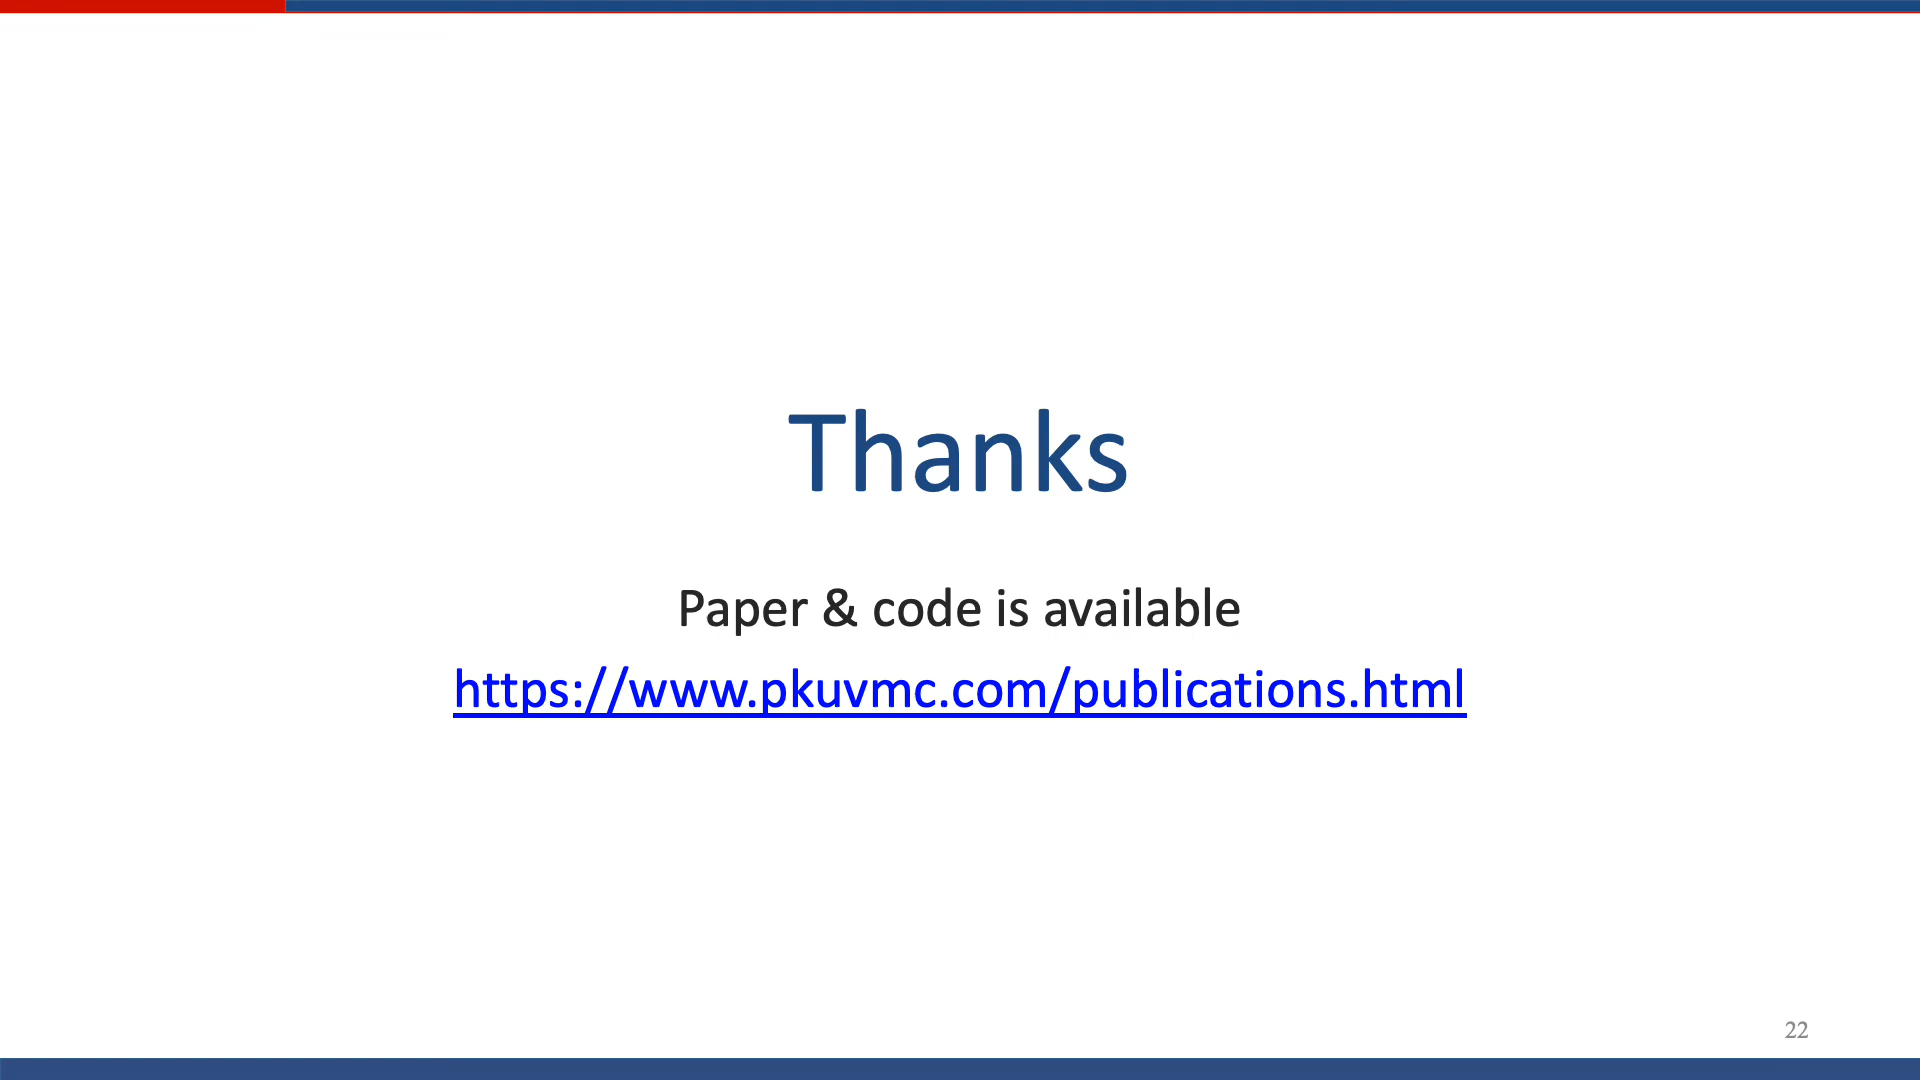 Thanks
Paper & code is available
https://www.pkuvmc.com/publications.html
22